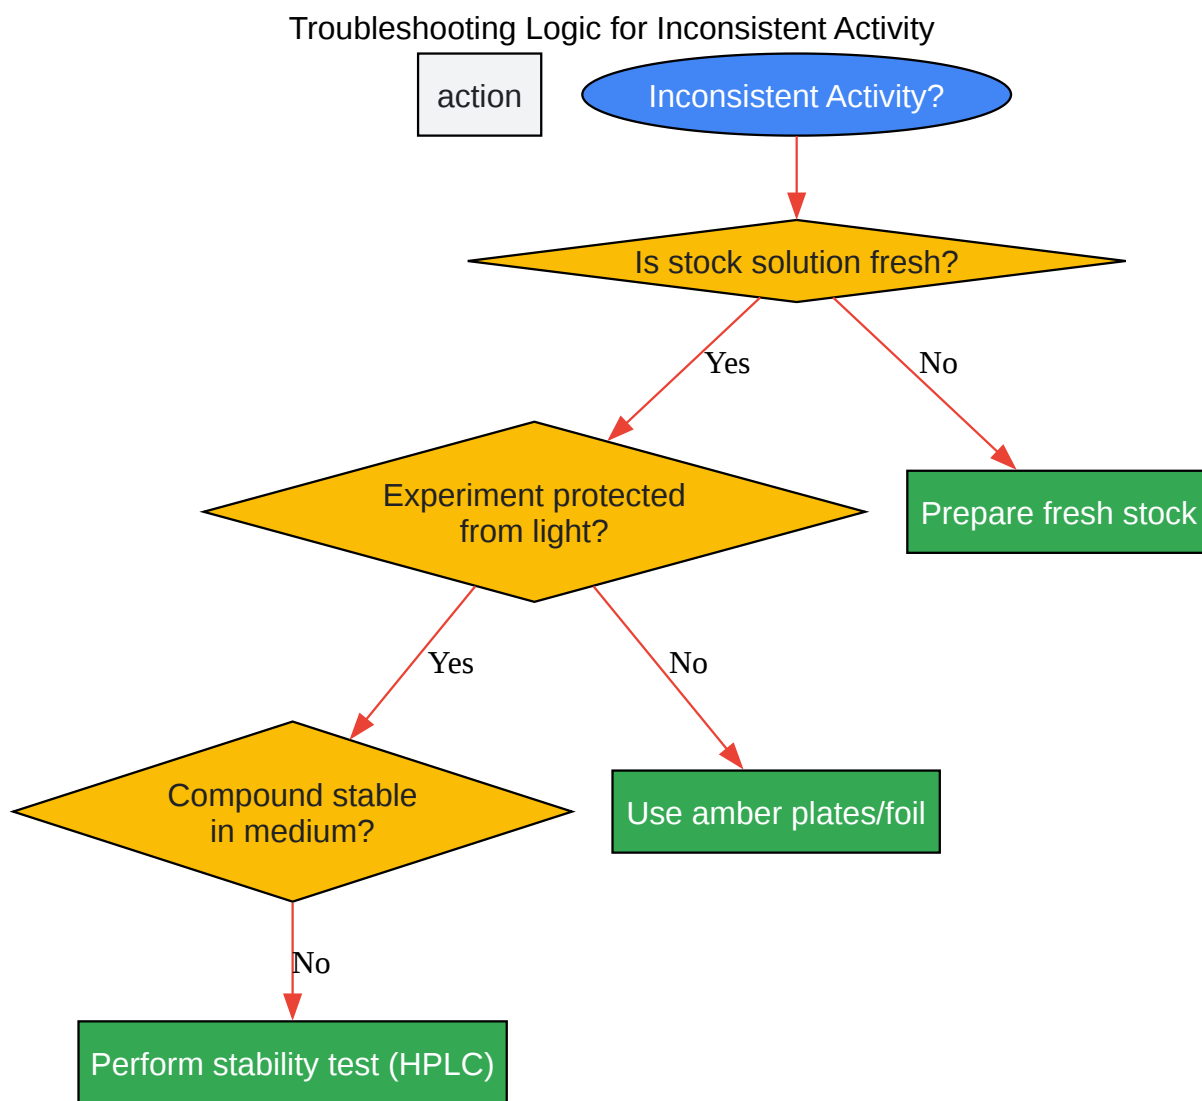 Troubleshooting Logic for Inconsistent Activity
action
Inconsistent Activity?
Is stock solution fresh?
Yes
No
Experiment protected
from light?
Prepare fresh stock
Yes
No
Compound stable
in medium?
Use amber plates/foil
No
Perform stability test (HPLC)